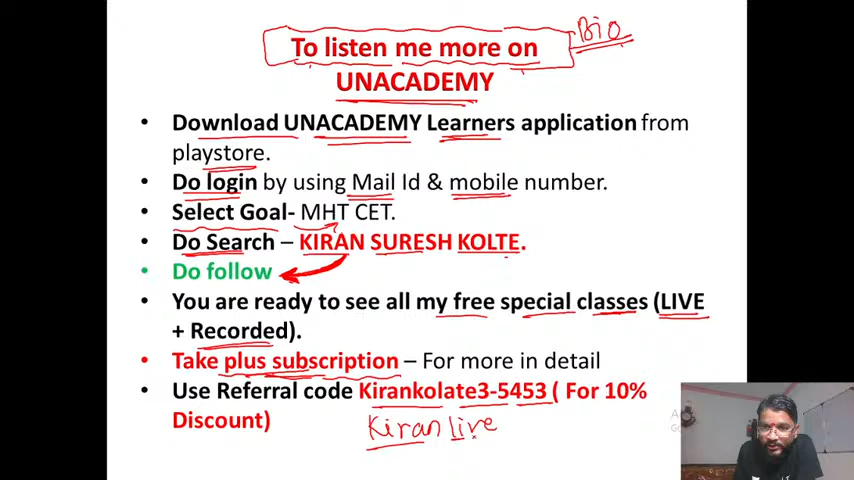 To listen me more on
Bio
UNACADEMY
• Download UNACADEMY Learners application from
playstore.
• Do login by using Mail Id & mobile number.
• Select Goal- MHT CET.
• Do Search – KIRAN SURESH KOLTE.
• Do follow
• You are ready to see all my free special classes (LIVE
+ Recorded).
• Take plus subscription – For more in detail
• Use Referral code Kirankolate3-5453 ( For 10%
Discount)
Kiran live